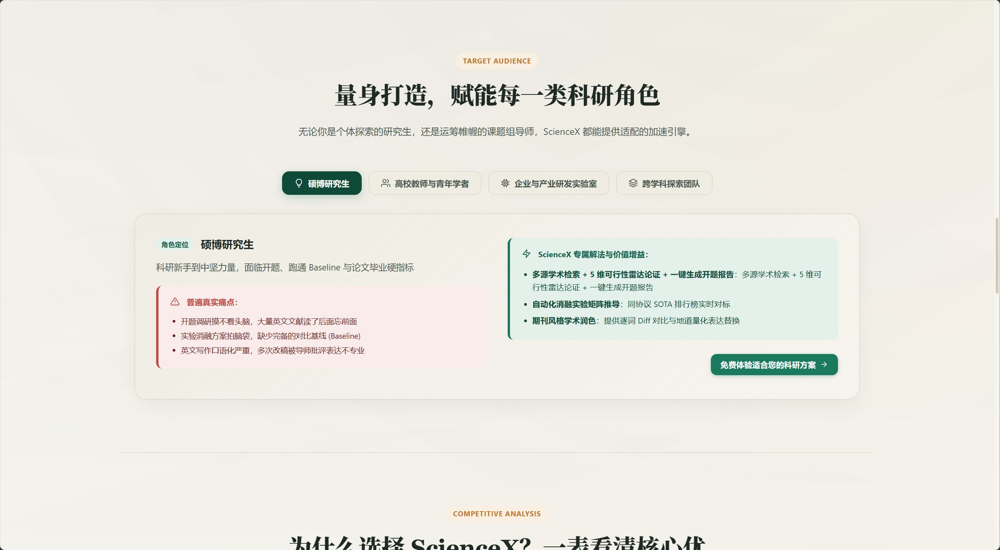 TARGET AUDIENCE
量身打造，赋能每一类科研角色
无论你是个体探索的研究生，还是运筹帷幄的课题组导师，ScienceX 都能提供适配的加速引擎。
硕博研究生
高校教师与青年学者
企业与产业研发实验室
跨学科探索团队
角色定位 硕博研究生
科研新手到中坚力量，面临开题、跑通 Baseline 与论文毕业硬指标
普遍真实痛点：
• 开题调研摸不着头脑，大量英文文献读了后面忘前面
• 实验消融方案拍脑袋，缺少完备的对比基线 (Baseline)
• 英文写作口语化严重，多次改稿被导师批评表达不专业
ScienceX 专属解法与价值增益：
• 多源学术检索 + 5 维可行性雷达论证 + 一键生成开题报告：多源学术检索 + 5 维可
行性雷达论证 + 一键生成开题报告
• 自动化消融实验矩阵推导：同协议 SOTA 排行榜实时对标
• 期刊风格学术润色：提供逐词 Diff 对比与地道量化表达替换
免费体验适合您的科研方案 →
COMPETITIVE ANALYSIS
为什么选择 ScienceX？一表看清核心优